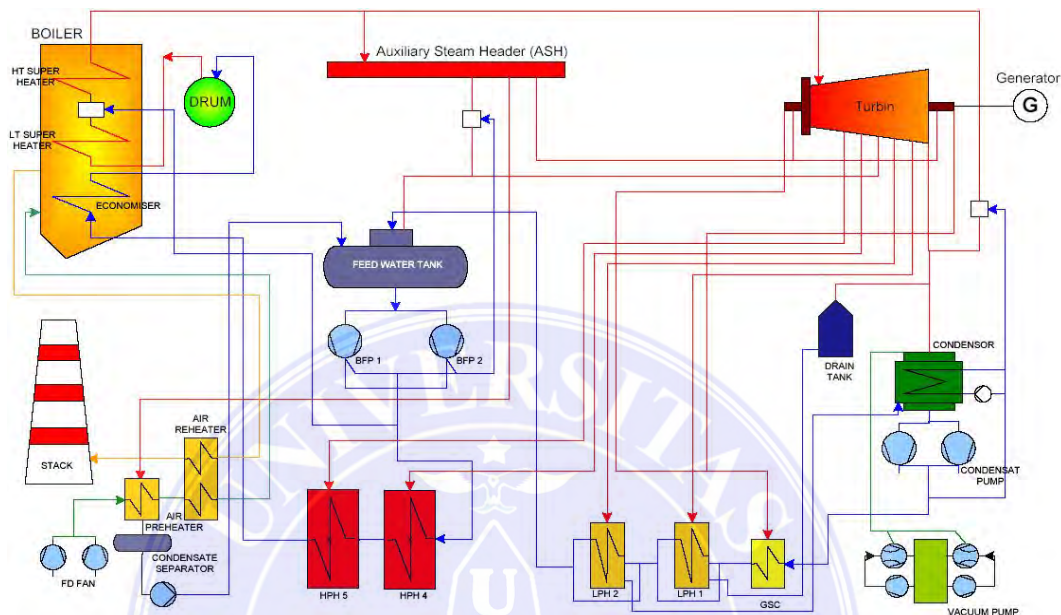 BOILER
HT SUPER
HEATER
LT SUPER
HEATER
ECONOMISER
DRUM
Auxiliary Steam Header (ASH)
Turbin
Generator
G
FEED WATER TANK
BFP 1
BFP 2
DRAIN
TANK
CONDENSOR
CONDENSAT
PUMP
STACK
AIR
REHEATER
AIR
PREHEATER
CONDENSATE
SEPARATOR
FD FAN
HPH 5
HPH 4
LPH 2
LPH 1
GSC
VACUUM PUMP
UNIVERSITAS
U